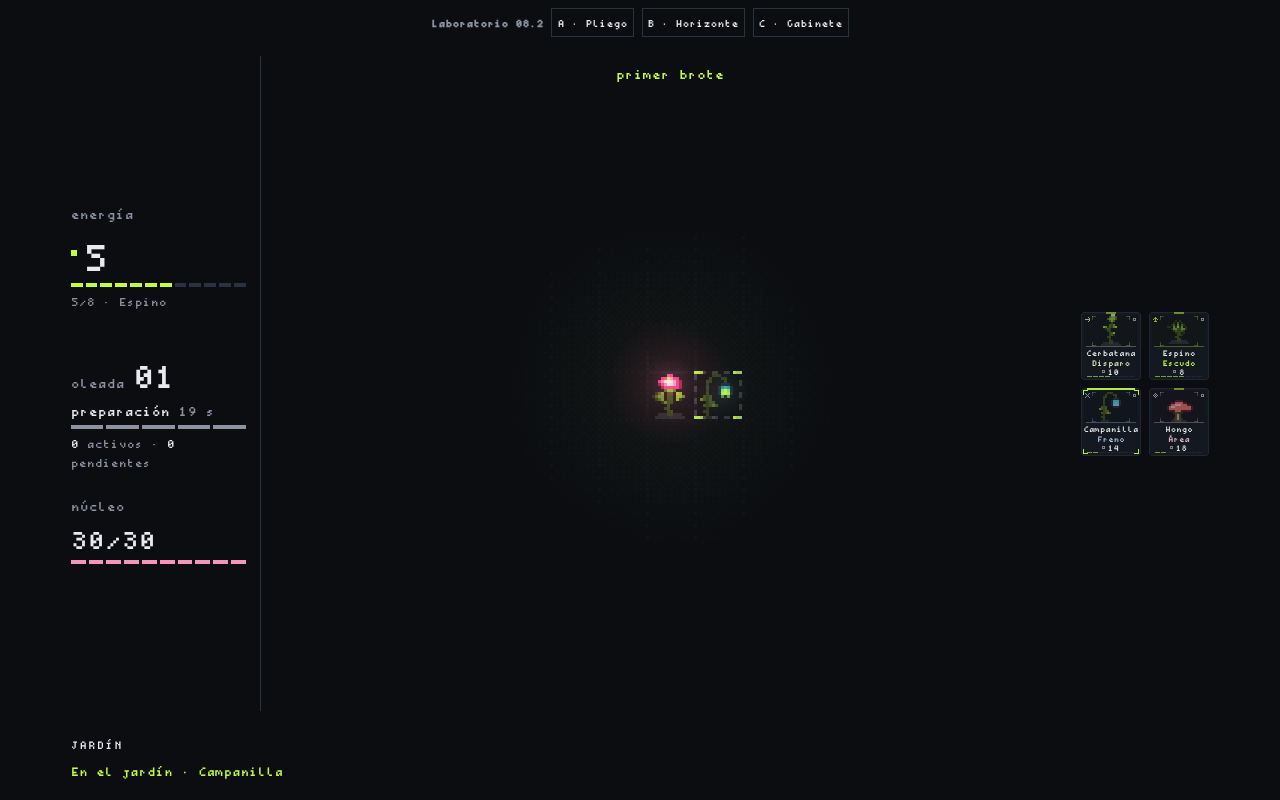 Laboratorio 08.2 A · Pliego B · Horizonte C · Gabinete
primer brote
energía
5
5/8 · Espino
oleada 01
preparación 19 s
0 activos · 0
pendientes
núcleo
30/30
Cerbatana
Disparo
10
Espino
Escudo
8
Campanilla
Freno
14
Hongo
Área
18
JARDÍN
En el jardín · Campanilla